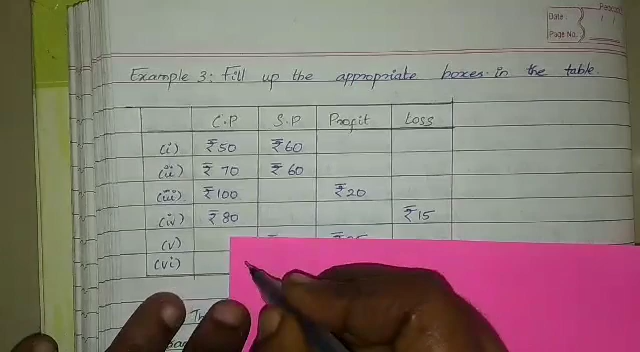 Date:
Page No.
Example 3: Fill up the appropriate boxes in the table.
C.P S.P Profit Loss
(i) ₹50 ₹60
(ii) ₹70 ₹60
(iii) ₹100 ₹20
(iv) ₹80 ₹15
(v)
(vi)